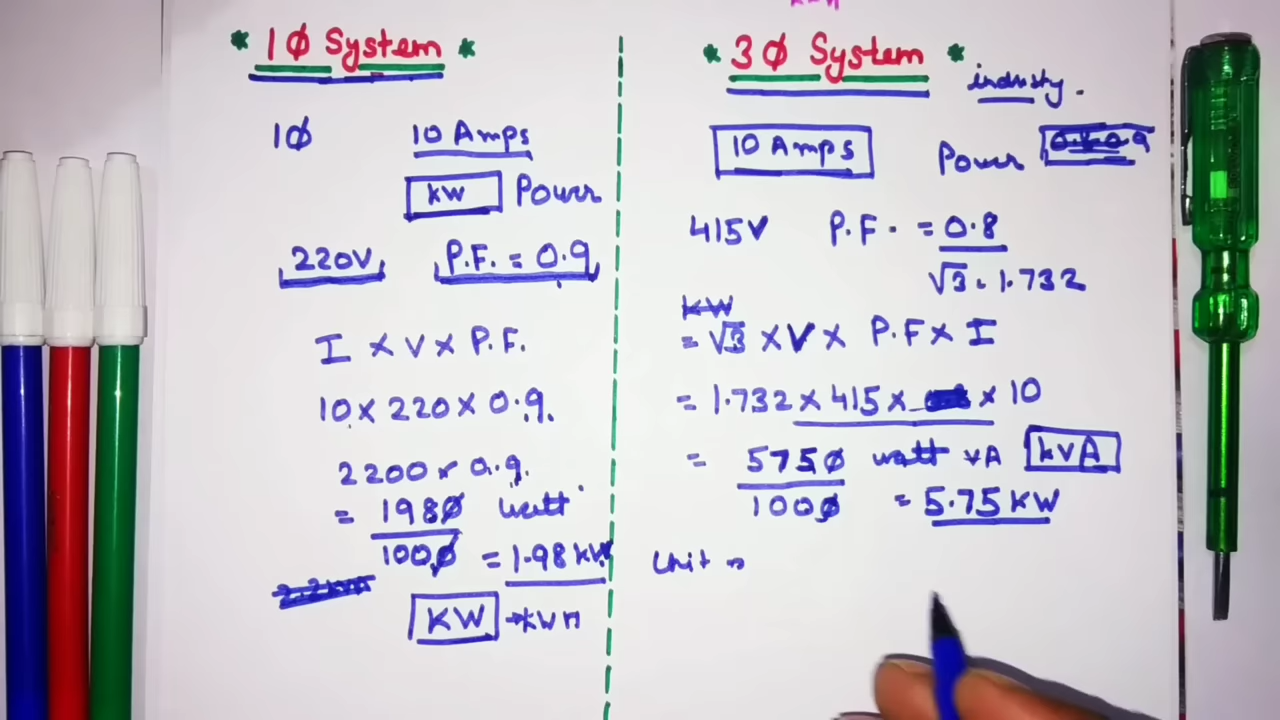 * 1Ø System *
1Ø 10 Amps
kW Power
220V P.F. = 0.9
I × V × P.F.
10 × 220 × 0.9.
2200 × 0.9.
= 1980 watt
1000 = 1.98 kW
KW → KWH
* 3Ø System *
industry.
10 Amps Power
415V P.F. = 0.8
√3 = 1.732
kW
= √3 × V × P.F × I
= 1.732 × 415 × × 10
= 5750 watt VA kVA
1000 = 5.75 KW
Unit ⇒